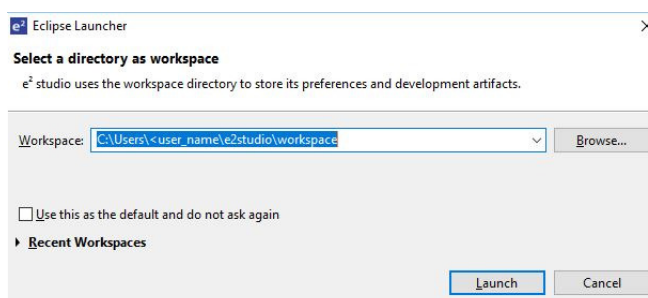 e² Eclipse Launcher
Select a directory as workspace
e² studio uses the workspace directory to store its preferences and development artifacts.
Workspace: C:\Users\<user_name\e2studio\workspace Browse...
Use this as the default and do not ask again
Recent Workspaces
Launch Cancel